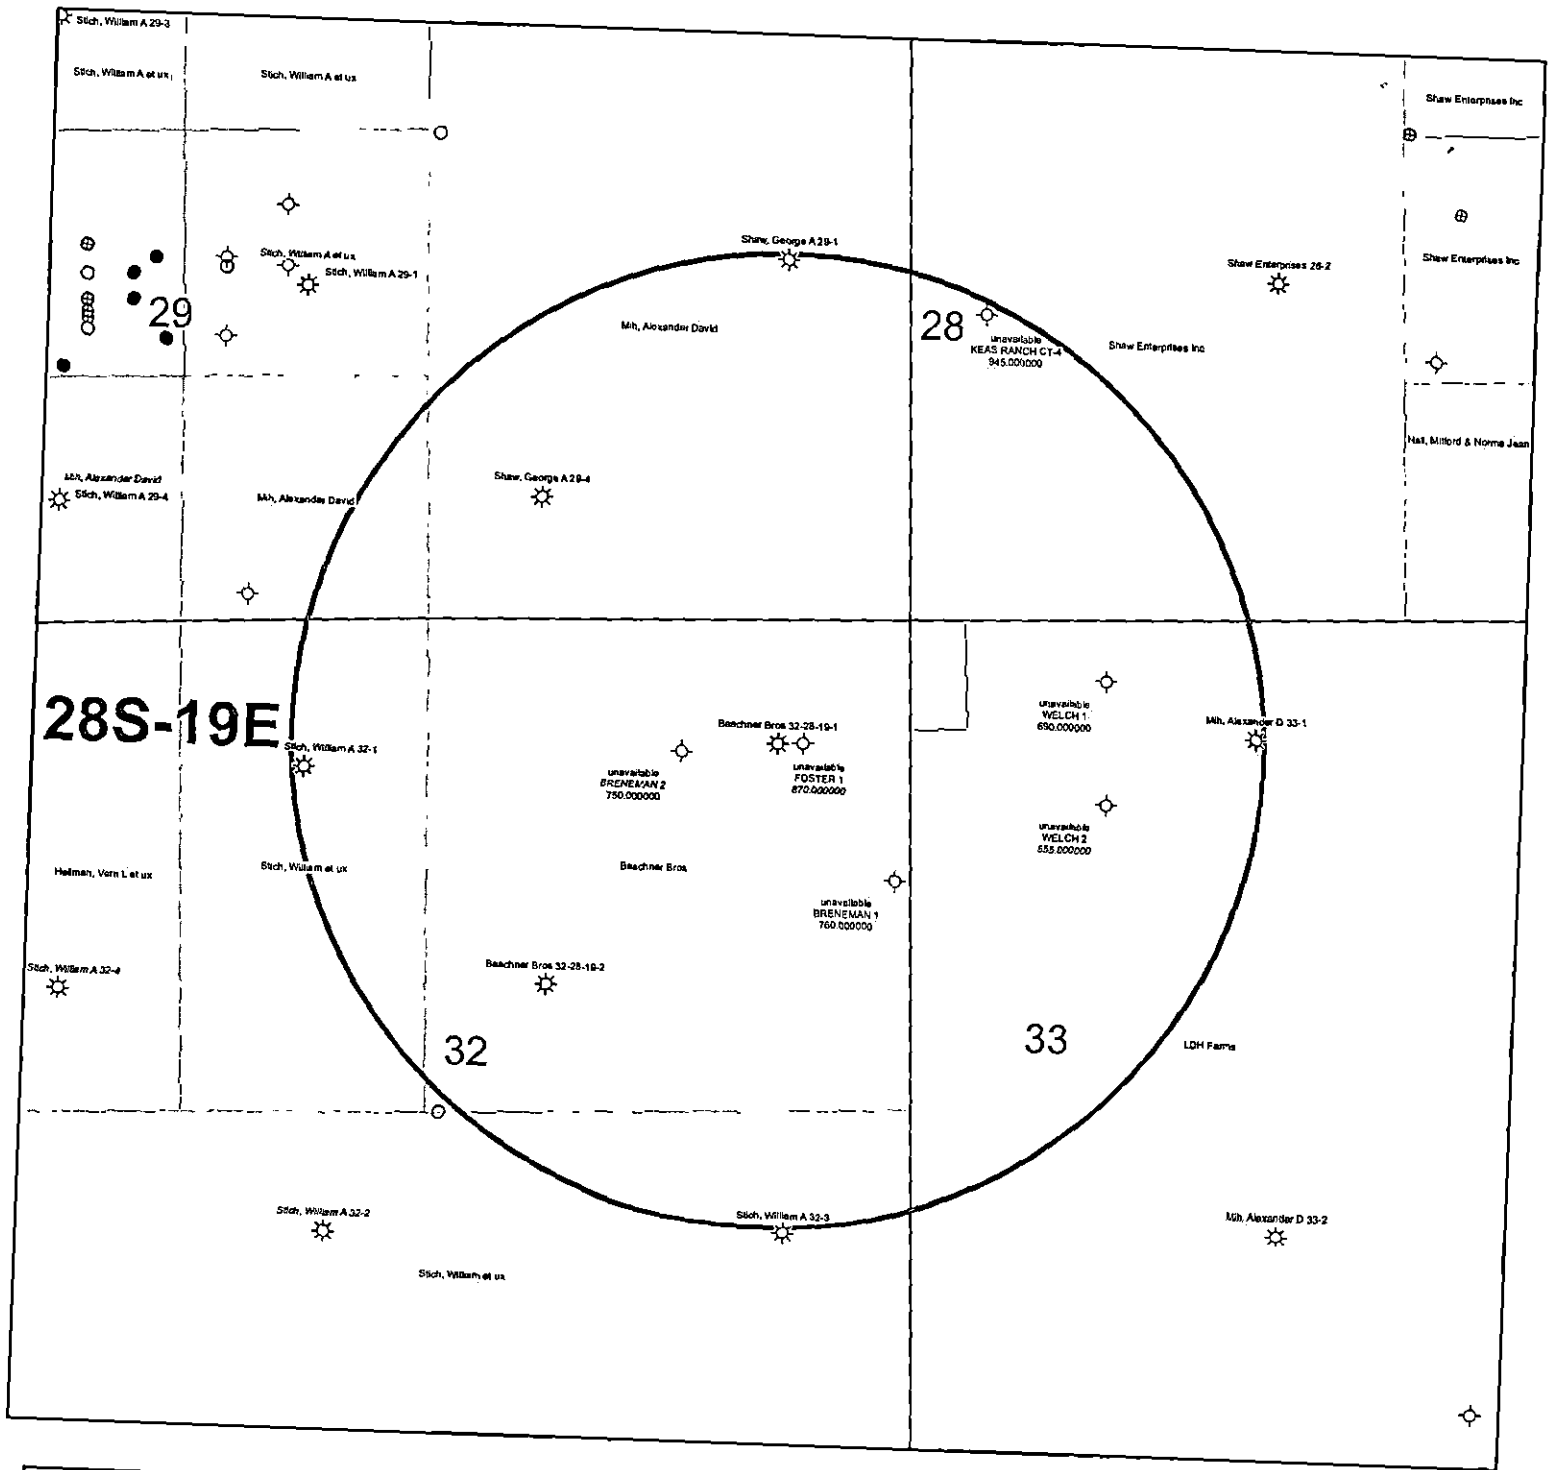 Stich, William A 29-3
Stich, William A et ux
Stich, William A et ux
Shaw Enterprises Inc
Stich, William A et ux
Stich, William A 29-1
29
Shaw, George A 29-1
Mih, Alexander David
28
unavailable
KEAS RANCH CT-4
945.000000
Shaw Enterprises 28-2
Shaw Enterprises Inc
Shaw Enterprises Inc
Hall, Milford & Norma Jean
Mih, Alexander David
Stich, William A 29-4
Mih, Alexander David
Shaw, George A 29-4
28S-19E
Stich, William A 32-1
unavailable
BRENEMAN 2
750.000000
Beachner Bros 32-28-19-1
unavailable
FOSTER 1
870.000000
unavailable
WELCH 1
690.000000
Mih, Alexander D 33-1
unavailable
WELCH 2
655.000000
Heilman, Vern L et ux
Stich, William et ux
Beachner Bros
unavailable
BRENEMAN 1
760.000000
Stich, William A 32-4
Beachner Bros 32-28-19-2
32
33
LDH Farms
Stich, William A 32-2
Stich, William A 32-3
Mih, Alexander D 33-2
Stich, William et ux